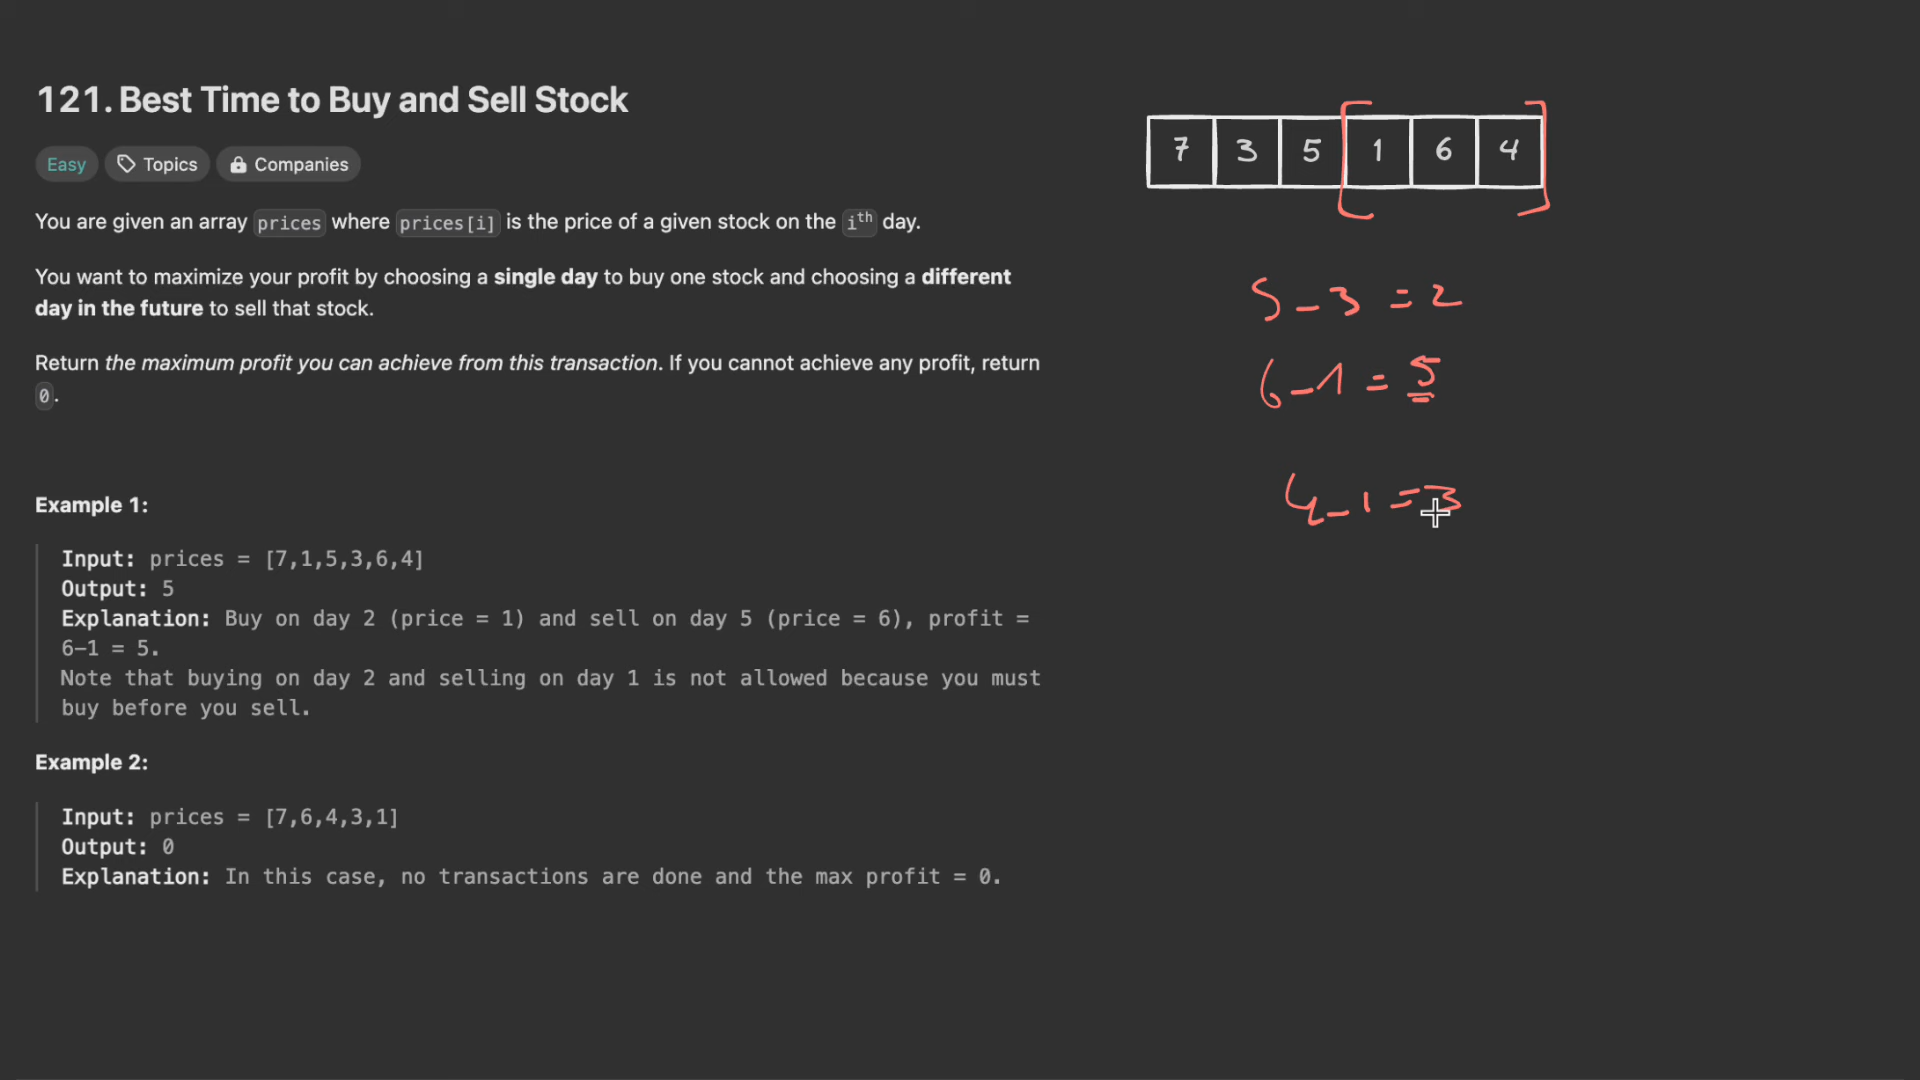 121. Best Time to Buy and Sell Stock
Easy Topics Companies
You are given an array prices where prices[i] is the price of a given stock on the ith day.
You want to maximize your profit by choosing a single day to buy one stock and choosing a different
day in the future to sell that stock.
Return the maximum profit you can achieve from this transaction. If you cannot achieve any profit, return
0.
Example 1:
Input: prices = [7,1,5,3,6,4]
Output: 5
Explanation: Buy on day 2 (price = 1) and sell on day 5 (price = 6), profit =
6-1 = 5.
Note that buying on day 2 and selling on day 1 is not allowed because you must
buy before you sell.
Example 2:
Input: prices = [7,6,4,3,1]
Output: 0
Explanation: In this case, no transactions are done and the max profit = 0.
7 3 5 1 6 4
5 - 3 = 2
6 - 1 = 5
4 - 1 = 3